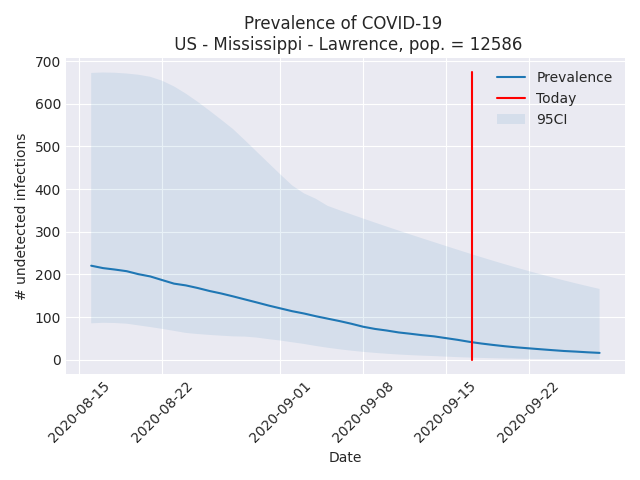 Prevalence of COVID-19
US - Mississippi - Lawrence, pop. = 12586
# undetected infections
700
600
500
400
300
200
100
0
Prevalence
Today
95CI
2020-08-15
2020-08-22
2020-09-01
2020-09-08
2020-09-15
2020-09-22
Date